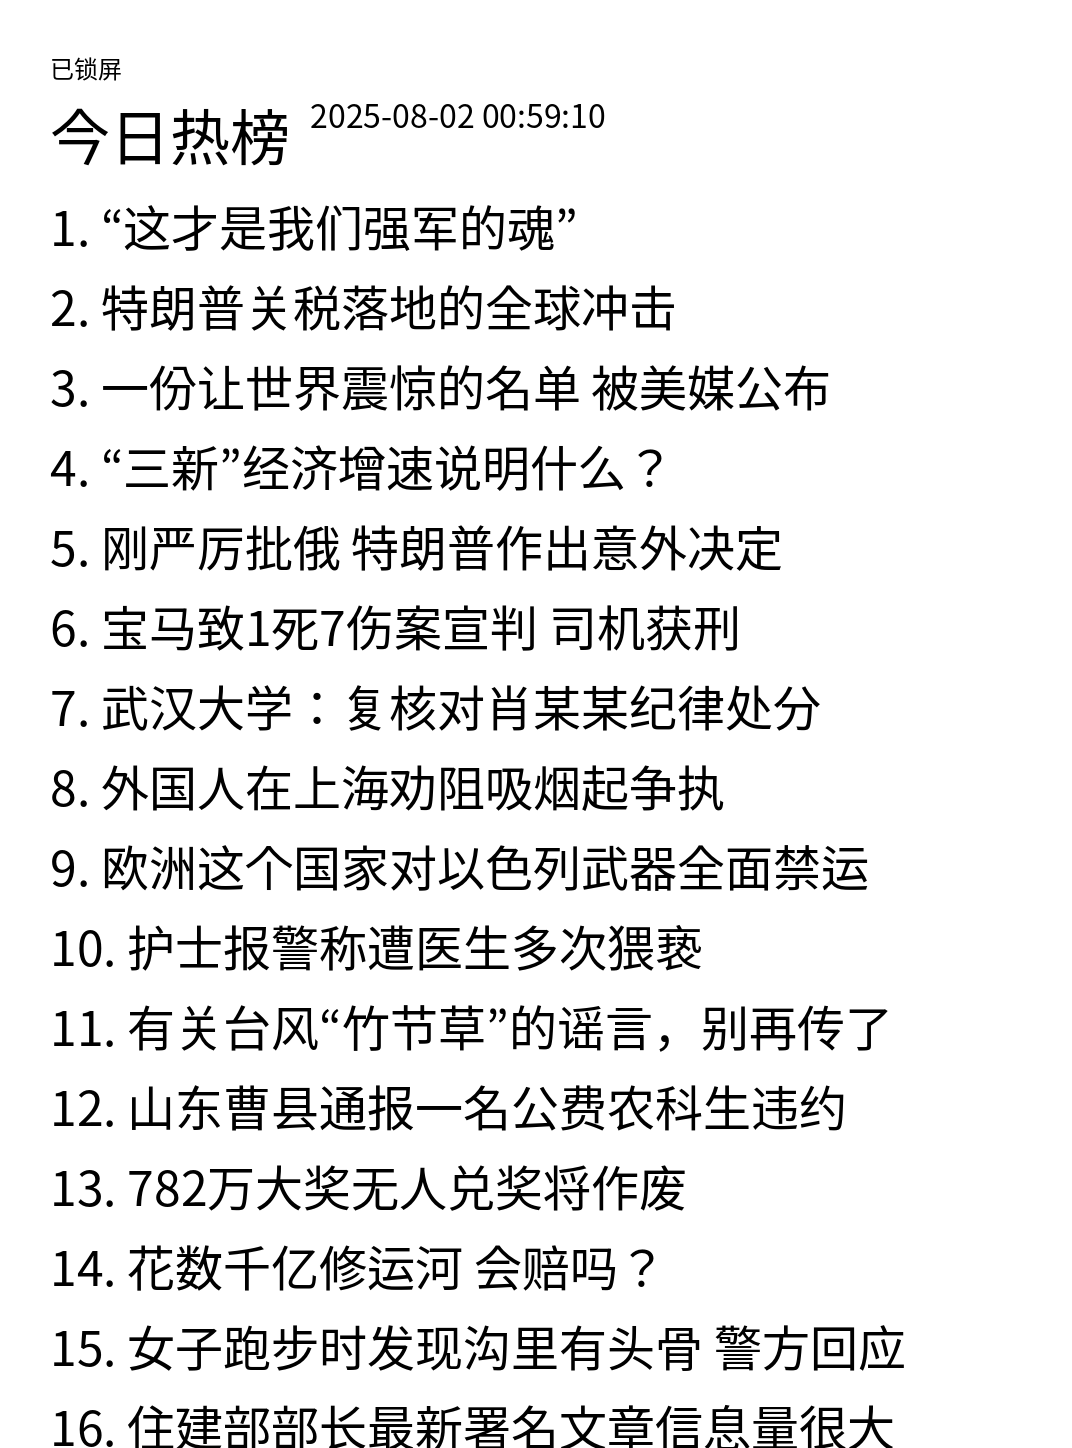 已锁屏
今日热榜 2025-08-02 00:59:10
1. “这才是我们强军的魂”
2. 特朗普关税落地的全球冲击
3. 一份让世界震惊的名单 被美媒公布
4. “三新”经济增速说明什么？
5. 刚严厉批俄 特朗普作出意外决定
6. 宝马致1死7伤案宣判 司机获刑
7. 武汉大学：复核对肖某某纪律处分
8. 外国人在上海劝阻吸烟起争执
9. 欧洲这个国家对以色列武器全面禁运
10. 护士报警称遭医生多次猥亵
11. 有关台风“竹节草”的谣言，别再传了
12. 山东曹县通报一名公费农科生违约
13. 782万大奖无人兑奖将作废
14. 花数千亿修运河 会赔吗？
15. 女子跑步时发现沟里有头骨 警方回应
16. 住建部部长最新署名文章信息量很大